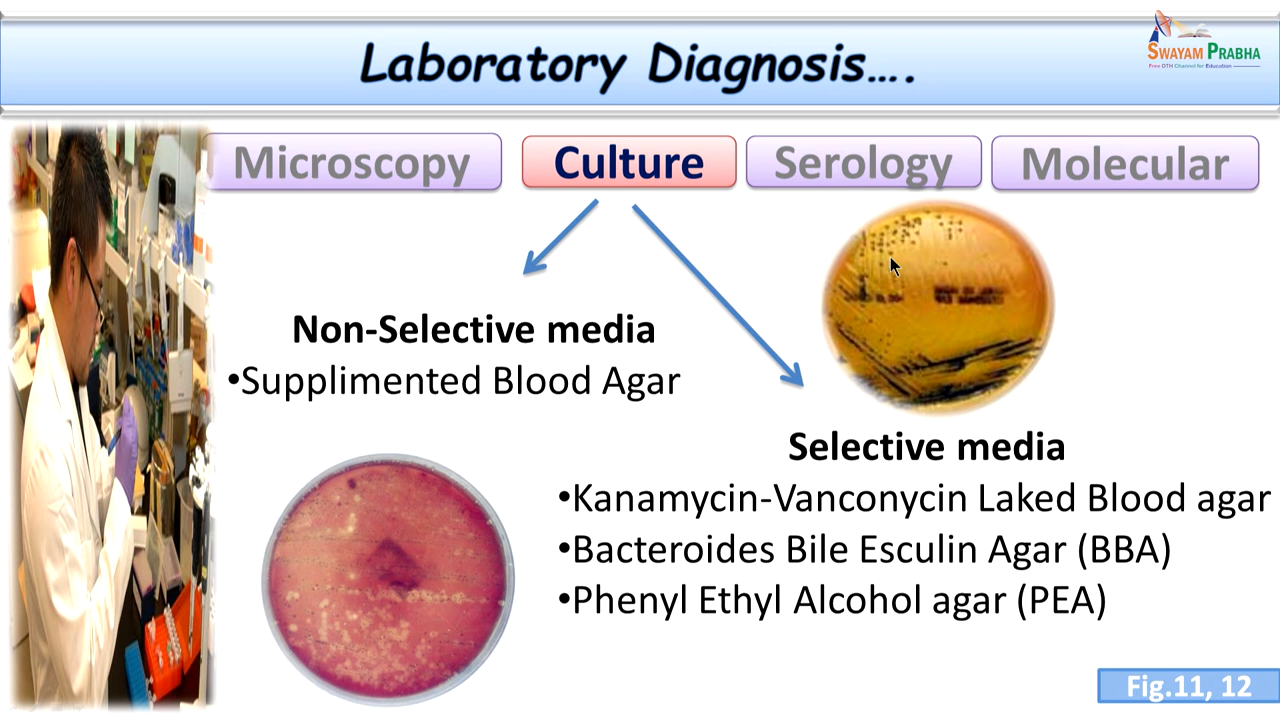 Laboratory Diagnosis....
SWAYAM PRABHA
Free DTH Channel for Education
Microscopy
Culture
Serology
Molecular
Non-Selective media
•Supplimented Blood Agar
Selective media
•Kanamycin-Vanconycin Laked Blood agar
•Bacteroides Bile Esculin Agar (BBA)
•Phenyl Ethyl Alcohol agar (PEA)
Fig.11, 12